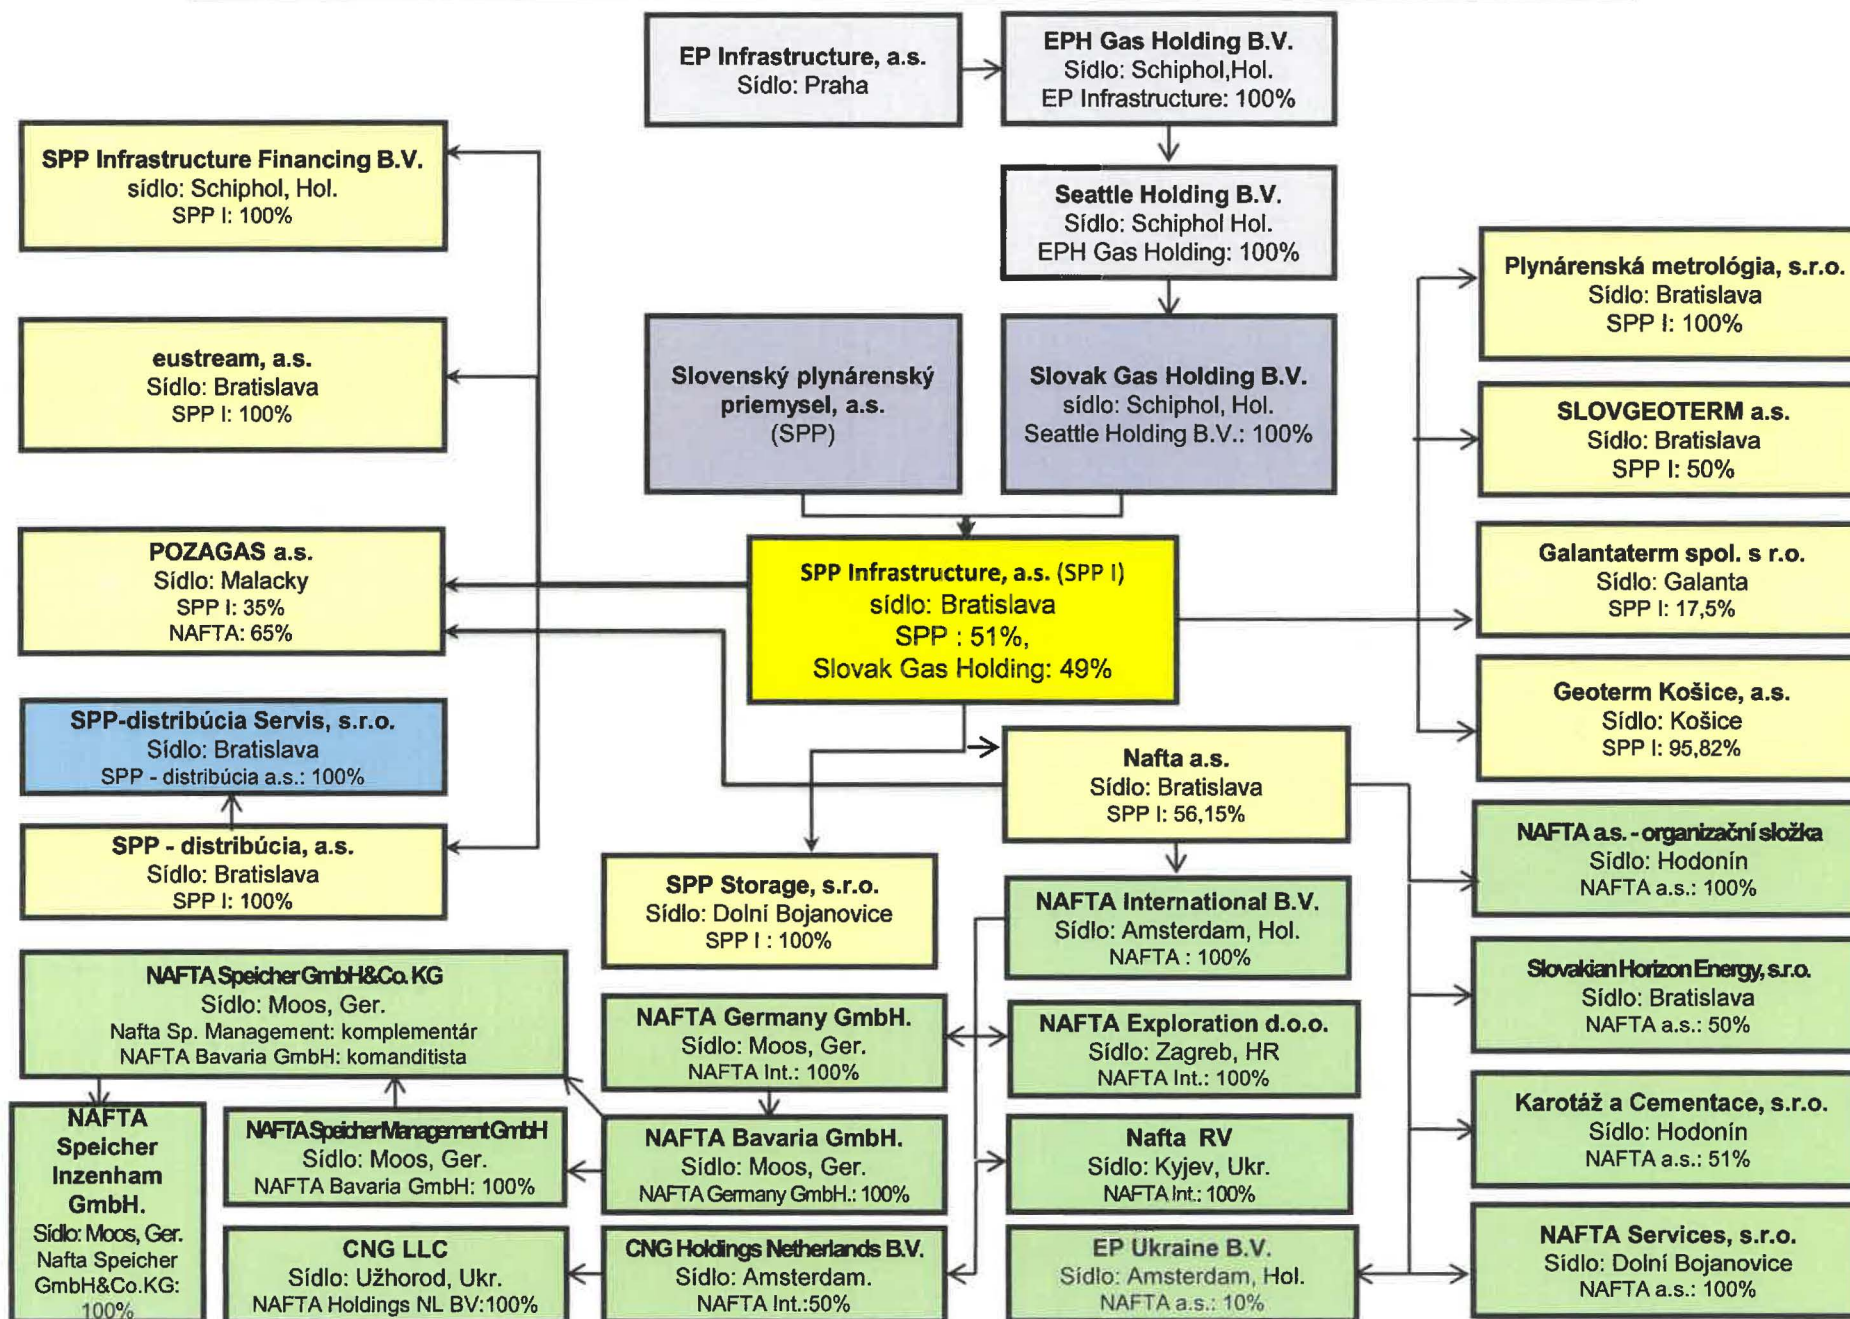 EP Infrastructure, a.s.
Sídlo: Praha
EPH Gas Holding B.V.
Sídlo: Schiphol,Hol.
EP Infrastructure: 100%
SPP Infrastructure Financing B.V.
sídlo: Schiphol, Hol.
SPP I: 100%
Seattle Holding B.V.
Sídlo: Schiphol Hol.
EPH Gas Holding: 100%
Plynárenská metrológia, s.r.o.
Sídlo: Bratislava
SPP I: 100%
eustream, a.s.
Sídlo: Bratislava
SPP I: 100%
Slovenský plynárenský
priemysel, a.s.
(SPP)
Slovak Gas Holding B.V.
sídlo: Schiphol, Hol.
Seattle Holding B.V.: 100%
SLOVGEOTERM a.s.
Sídlo: Bratislava
SPP I: 50%
POZAGAS a.s.
Sídlo: Malacky
SPP I: 35%
NAFTA: 65%
SPP Infrastructure, a.s. (SPP I)
sídlo: Bratislava
SPP : 51%,
Slovak Gas Holding: 49%
Galantaterm spol. s r.o.
Sídlo: Galanta
SPP I: 17,5%
Geoterm Košice, a.s.
Sídlo: Košice
SPP I: 95,82%
SPP-distribúcia Servis, s.r.o.
Sídlo: Bratislava
SPP - distribúcia a.s.: 100%
Nafta a.s.
Sídlo: Bratislava
SPP I: 56,15%
SPP - distribúcia, a.s.
Sídlo: Bratislava
SPP I: 100%
SPP Storage, s.r.o.
Sídlo: Dolní Bojanovice
SPP I : 100%
NAFTA International B.V.
Sídlo: Amsterdam, Hol.
NAFTA : 100%
NAFTA a.s. - organizační složka
Sídlo: Hodonín
NAFTA a.s.: 100%
NAFTA Speicher GmbH&Co. KG
Sídlo: Moos, Ger.
Nafta Sp. Management: komplementár
NAFTA Bavaria GmbH: komanditista
NAFTA Germany GmbH.
Sídlo: Moos, Ger.
NAFTA Int.: 100%
NAFTA Exploration d.o.o.
Sídlo: Zagreb, HR
NAFTA Int.: 100%
Slovakian Horizon Energy, s.r.o.
Sídlo: Bratislava
NAFTA a.s.: 50%
NAFTA
Speicher
Inzenham
GmbH.
Sídlo: Moos, Ger.
Nafta Speicher
GmbH&Co.KG:
100%
NAFTA Speicher Management GmbH
Sídlo: Moos, Ger.
NAFTA Bavaria GmbH: 100%
NAFTA Bavaria GmbH.
Sídlo: Moos, Ger.
NAFTA Germany GmbH.: 100%
Nafta RV
Sídlo: Kyjev, Ukr.
NAFTA Int.: 100%
Karotáž a Cementace, s.r.o.
Sídlo: Hodonín
NAFTA a.s.: 51%
CNG LLC
Sídlo: Užhorod, Ukr.
NAFTA Holdings NL BV:100%
CNG Holdings Netherlands B.V.
Sídlo: Amsterdam.
NAFTA Int.:50%
EP Ukraine B.V.
Sídlo: Amsterdam, Hol.
NAFTA a.s.: 10%
NAFTA Services, s.r.o.
Sídlo: Dolní Bojanovice
NAFTA a.s.: 100%